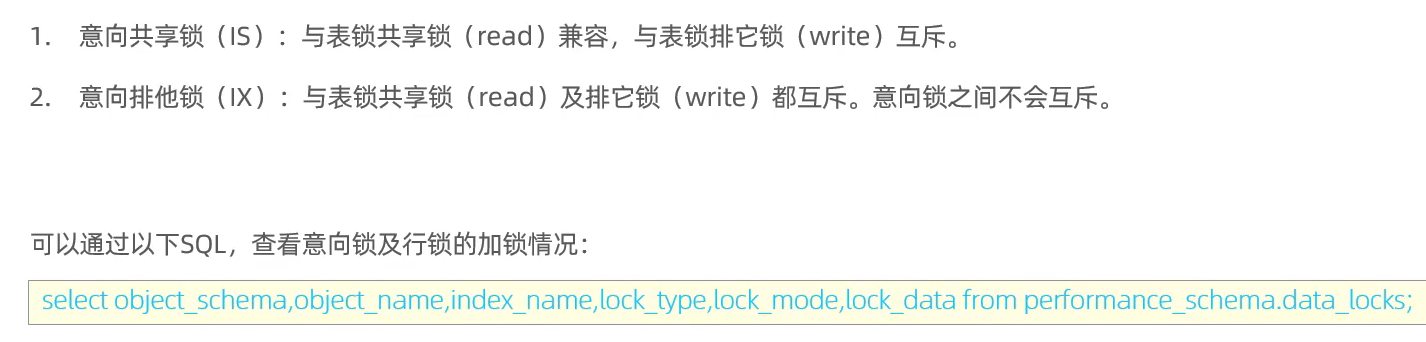 1. 意向共享锁（IS）：与表锁共享锁（read）兼容，与表锁排它锁（write）互斥。
2. 意向排他锁（IX）：与表锁共享锁（read）及排它锁（write）都互斥。意向锁之间不会互斥。
可以通过以下SQL，查看意向锁及行锁的加锁情况：
select object_schema,object_name,index_name,lock_type,lock_mode,lock_data from performance_schema.data_locks;